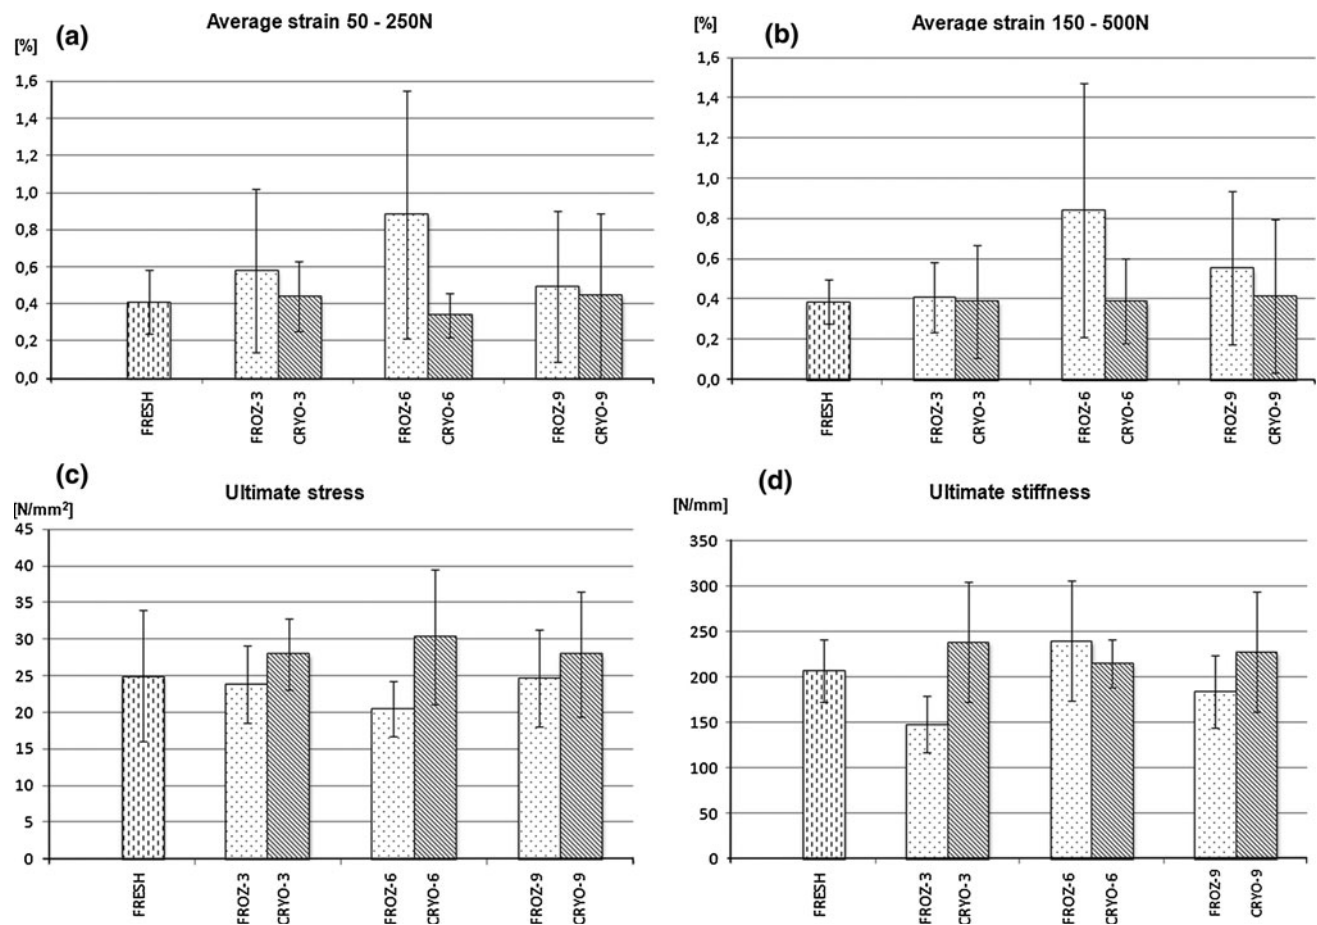 (a)
Average strain 50 - 250N
[%]
1,6
1,4
1,2
1,0
0,8
0,6
0,4
0,2
0,0
FRESH
FROZ-3
CRYO-3
FROZ-6
CRYO-6
FROZ-9
CRYO-9
(b)
Average strain 150 - 500N
[%]
1,6
1,4
1,2
1,0
0,8
0,6
0,4
0,2
0,0
FRESH
FROZ-3
CRYO-3
FROZ-6
CRYO-6
FROZ-9
CRYO-9
(c)
Ultimate stress
[N/mm²]
45
40
35
30
25
20
15
10
5
0
FRESH
FROZ-3
CRYO-3
FROZ-6
CRYO-6
FROZ-9
CRYO-9
(d)
Ultimate stiffness
[N/mm]
350
300
250
200
150
100
50
0
FRESH
FROZ-3
CRYO-3
FROZ-6
CRYO-6
FROZ-9
CRYO-9